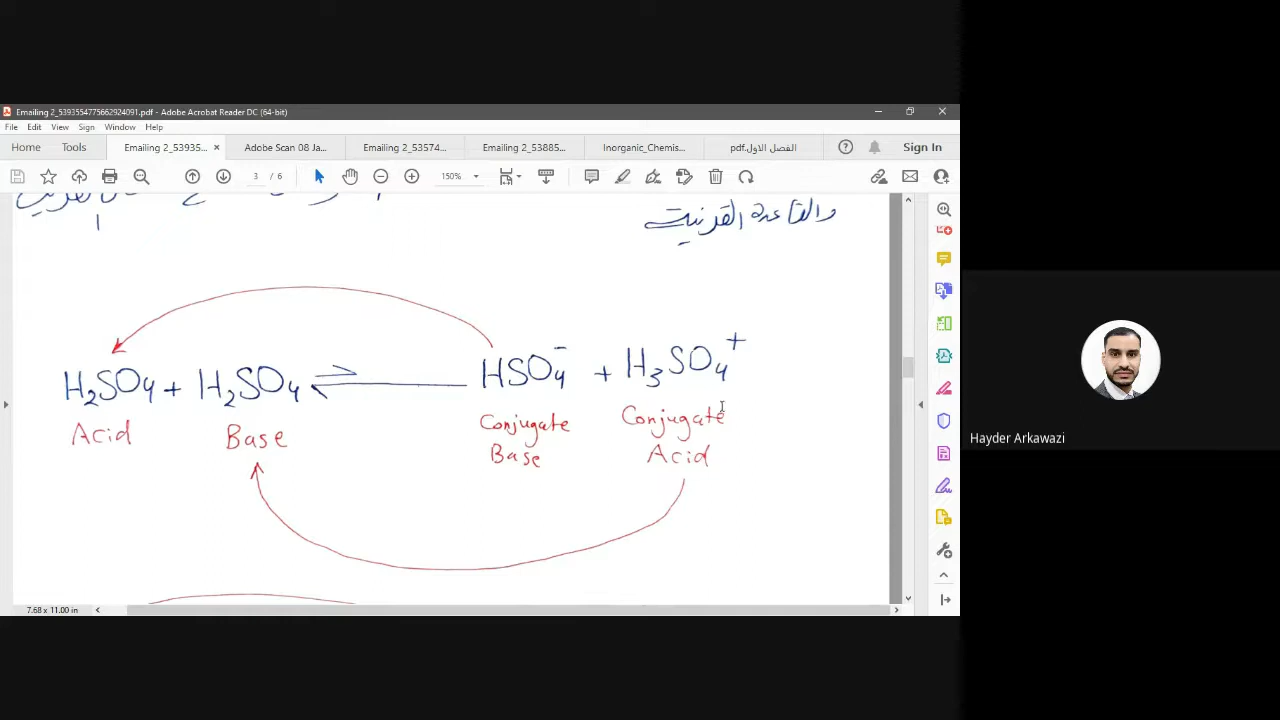 Emailing 2_5393554775662924091.pdf - Adobe Acrobat Reader DC (64-bit)
File Edit View Sign Window Help
Home Tools Emailing 2_53935... × Adobe Scan 08 Ja... Emailing 2_53574... Emailing 2_53885... Inorganic_Chemis... الفصل الاول.pdf Sign In
3 / 6 150%
والقاعدة القرنية
H₂SO₄ + H₂SO₄ ⇌ HSO₄⁻ + H₃SO₄⁺
Acid Base Conjugate Base Conjugate Acid
Hayder Arkawazi
7.68 x 11.00 in